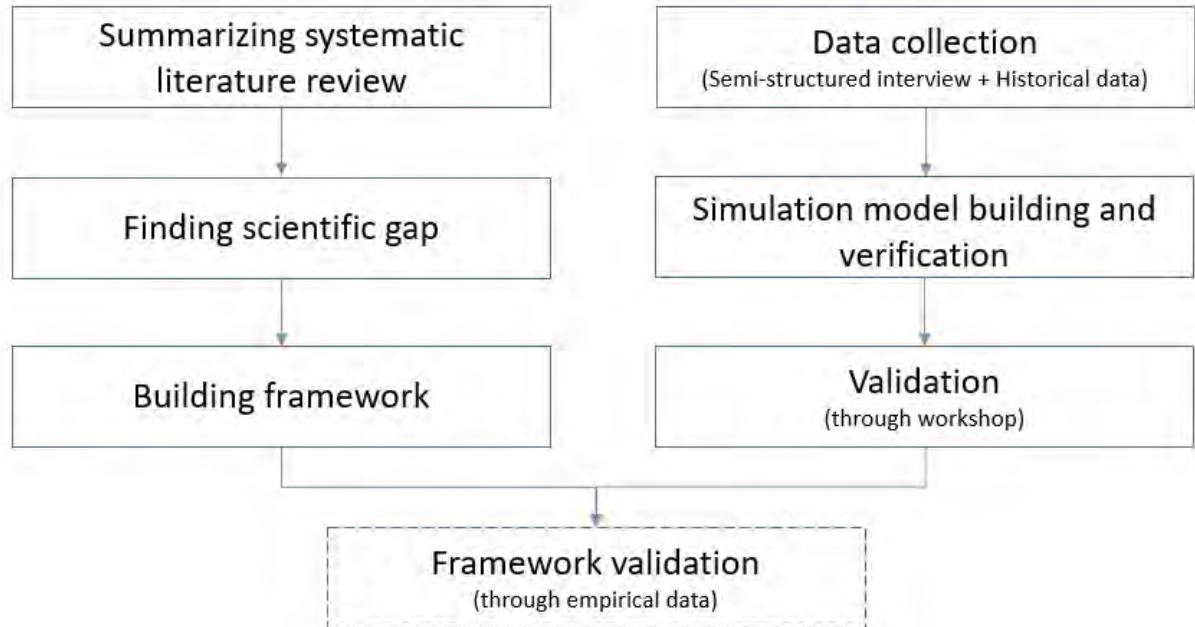 Summarizing systematic
literature review
Finding scientific gap
Building framework
Data collection
(Semi-structured interview + Historical data)
Simulation model building and
verification
Validation
(through workshop)
Framework validation
(through empirical data)